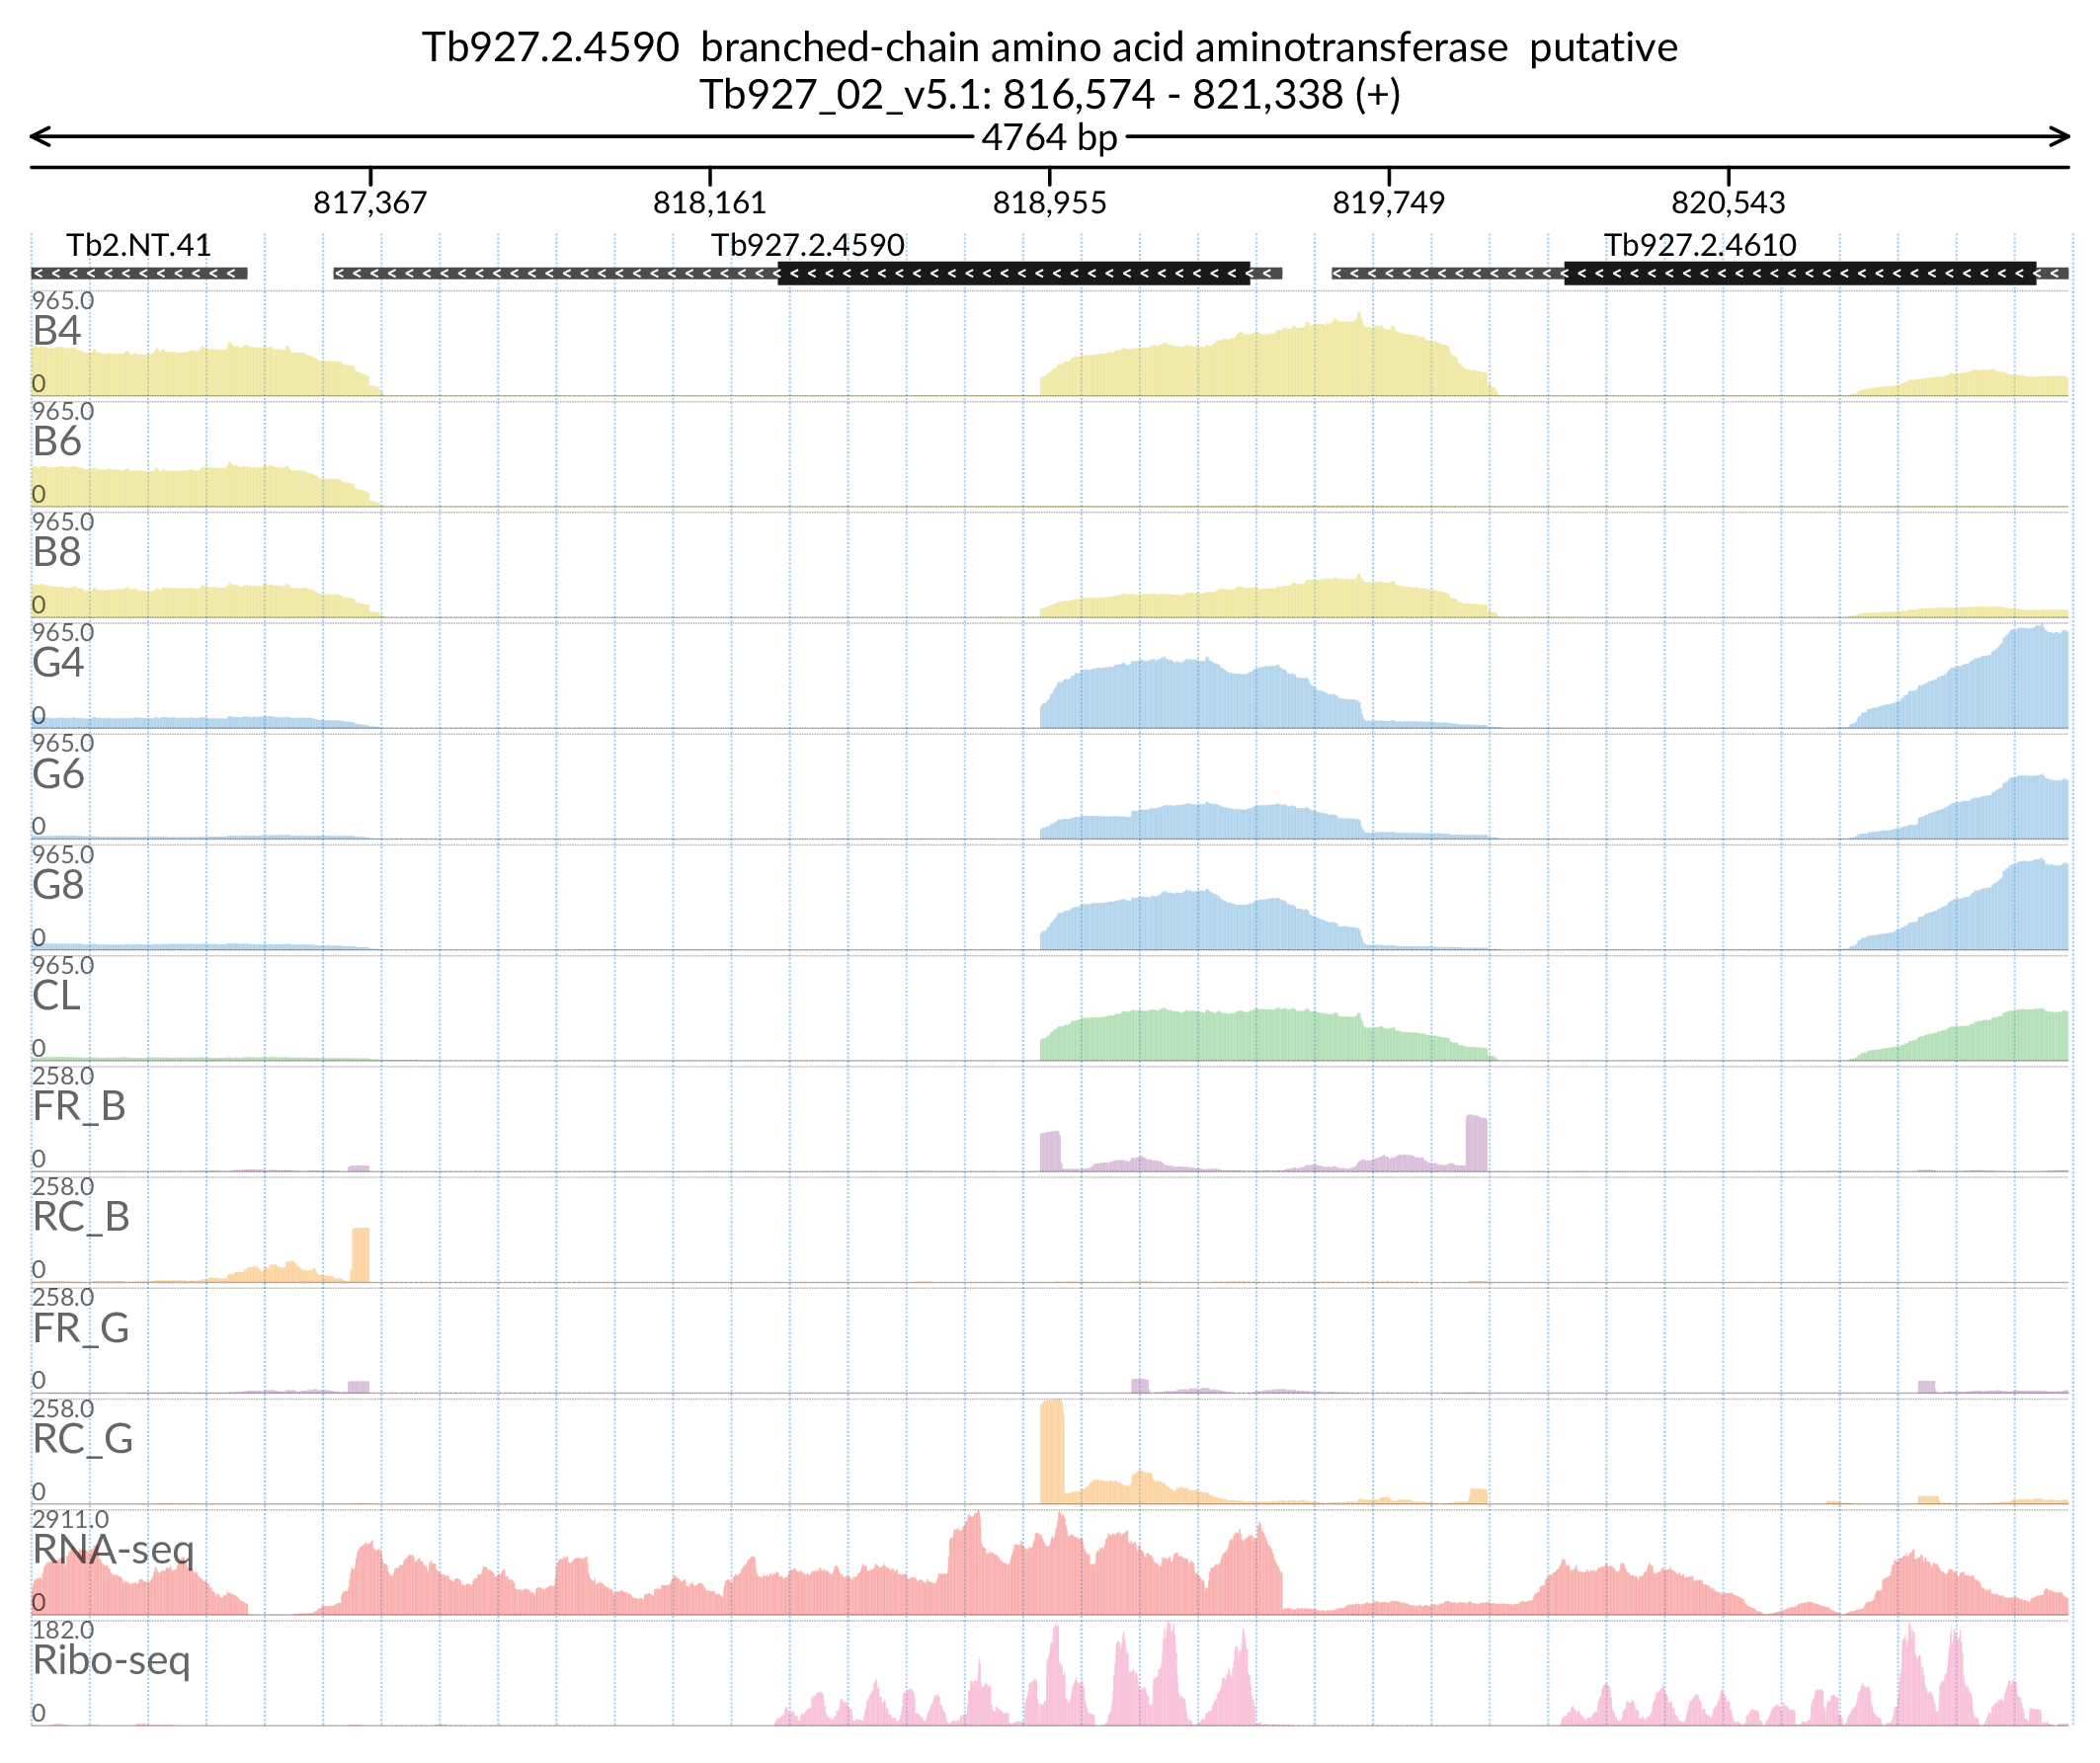 Tb927.2.4590 branched-chain amino acid aminotransferase putative
Tb927_02_v5.1: 816,574 - 821,338 (+)
4764 bp
817,367 818,161 818,955 819,749 820,543
Tb2.NT.41 Tb927.2.4590 Tb927.2.4610
965.0
B4
0
965.0
B6
0
965.0
B8
0
965.0
G4
0
965.0
G6
0
965.0
G8
0
965.0
CL
0
258.0
FR_B
0
258.0
RC_B
0
258.0
FR_G
0
258.0
RC_G
0
2911.0
RNA-seq
0
182.0
Ribo-seq
0